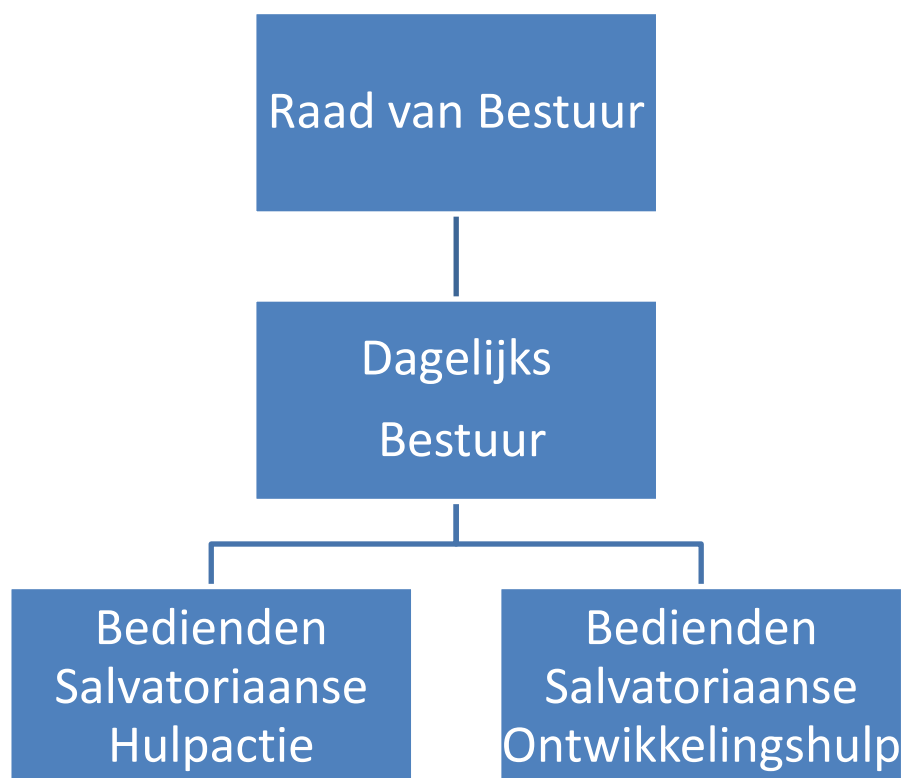 Raad van Bestuur
Dagelijks
Bestuur
Bedienden
Salvatoriaanse
Hulpactie
Bedienden
Salvatoriaanse
Ontwikkelingshulp